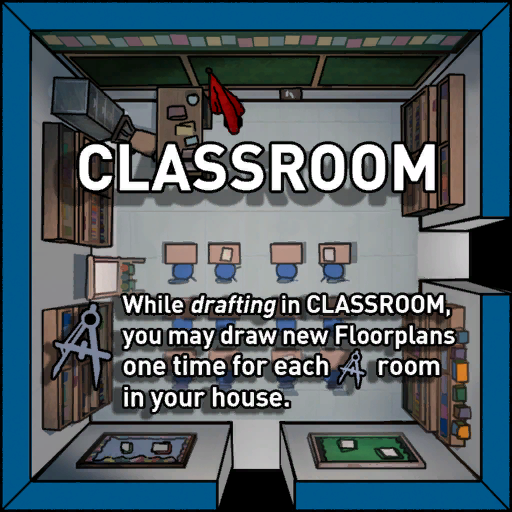 CLASSROOM
While drafting in CLASSROOM,
you may draw new Floorplans
one time for each room
in your house.